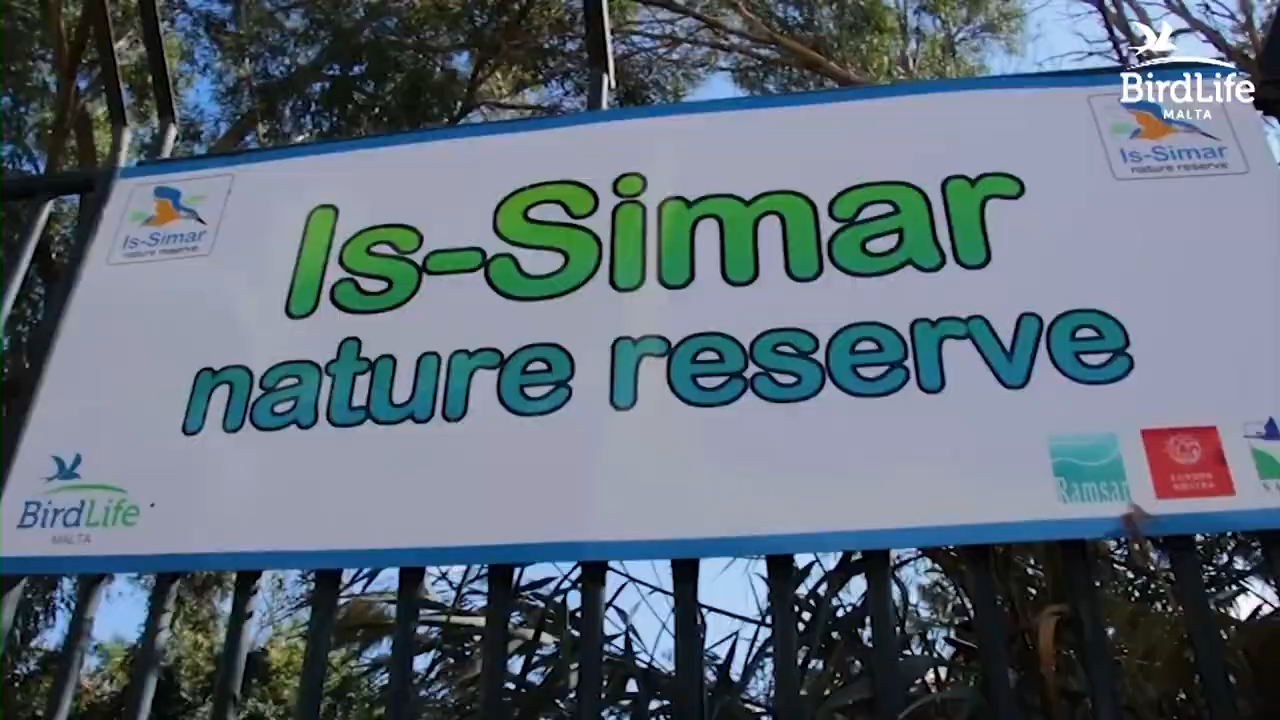 BirdLife
MALTA
Is-Simar
nature reserve
Is-Simar
nature reserve
Is-Simar
nature reserve
BirdLife
MALTA
Ramsar